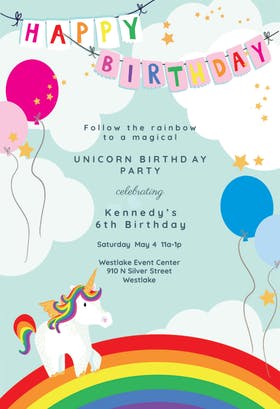 HAPPY
BIRTHDAY
Follow the rainbow
to a magical
UNICORN BIRTHDAY
PARTY
celebrating
Kennedy's
6th Birthday
Saturday May 4 11a-1p
Westlake Event Center
910 N Silver Street
Westlake